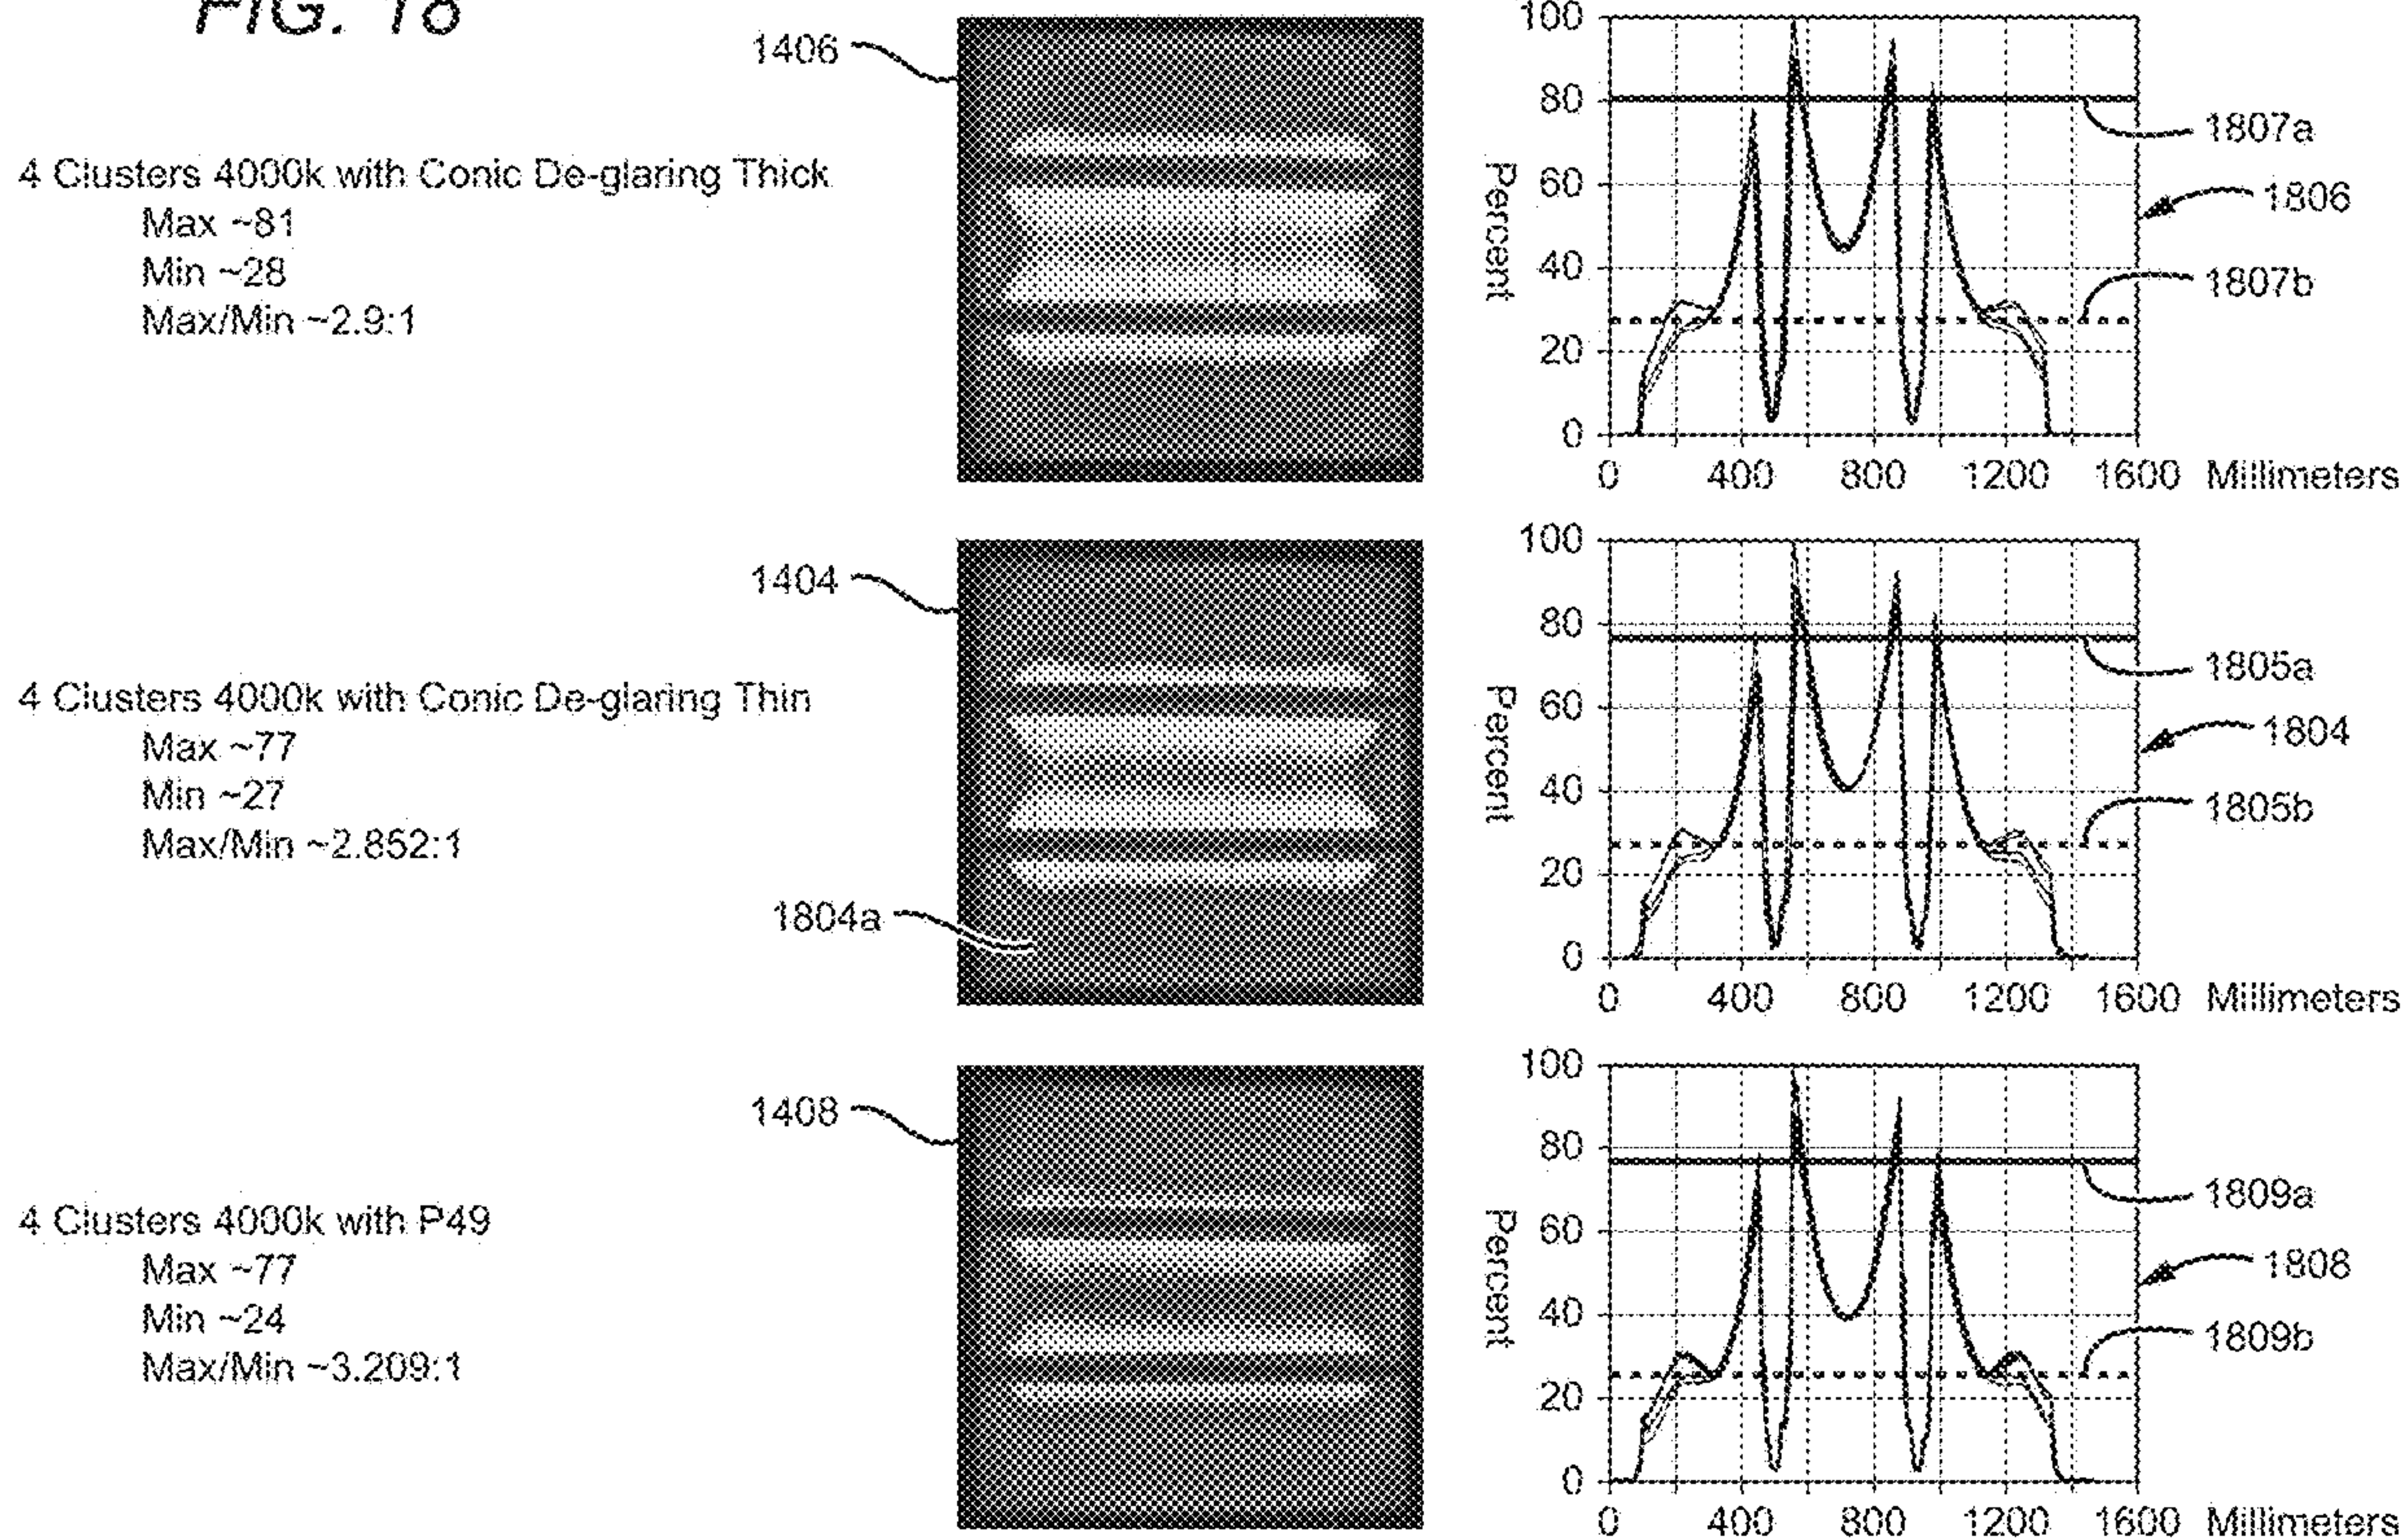 FIG. 18
1406
4 Clusters 4000k with Conic De-glaring Thick
Max ~81
Min ~28
Max/Min ~2.9:1
100
80
60
40
20
0
Percent
0 400 800 1200 1600 Millimeters
1807a
1806
1807b
1404
4 Clusters 4000k with Conic De-glaring Thin
Max ~77
Min ~27
Max/Min ~2.852:1
1804a
100
80
60
40
20
0
Percent
0 400 800 1200 1600 Millimeters
1805a
1804
1805b
1408
4 Clusters 4000k with P49
Max ~77
Min ~24
Max/Min ~3.209:1
100
80
60
40
20
0
Percent
0 400 800 1200 1600 Millimeters
1809a
1808
1809b